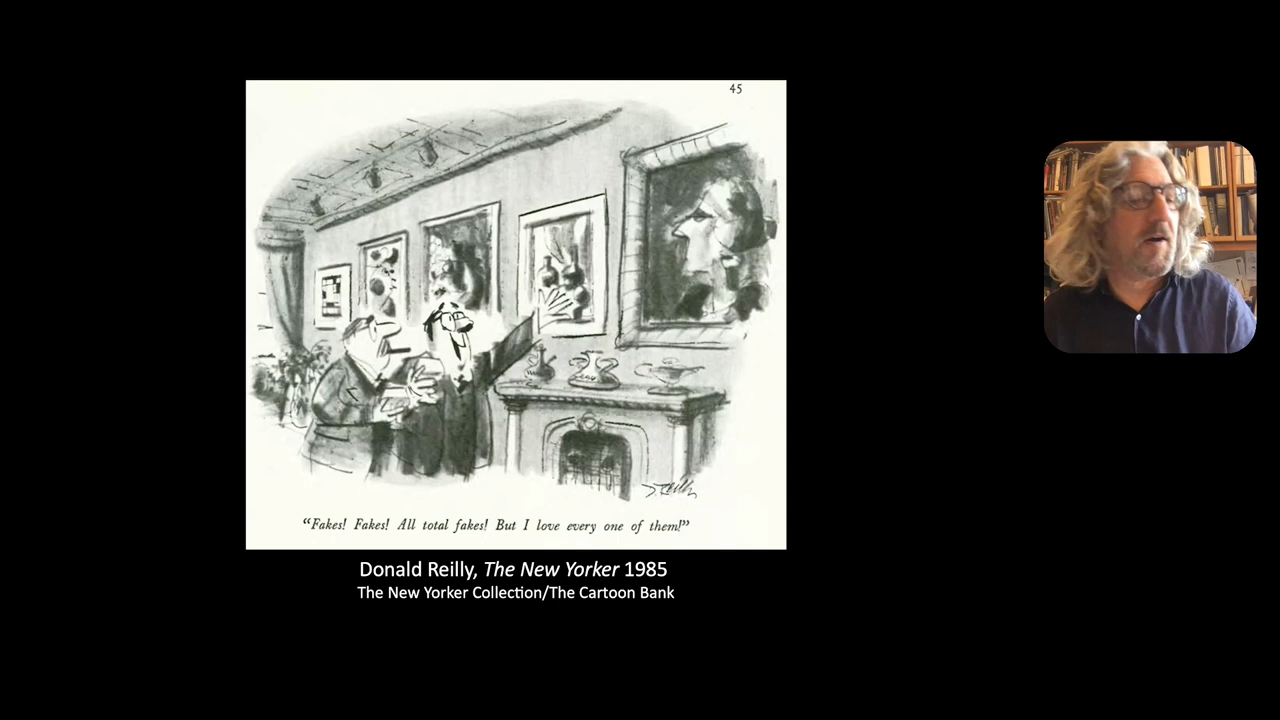 45
D. Reilly
“Fakes! Fakes! All total fakes! But I love every one of them!”
Donald Reilly, The New Yorker 1985
The New Yorker Collection/The Cartoon Bank